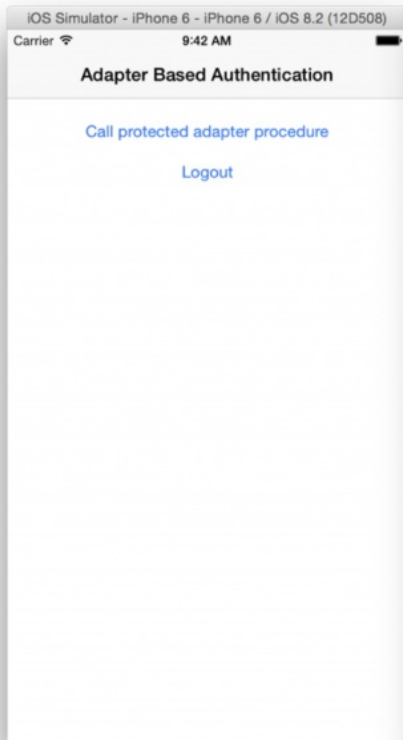 iOS Simulator - iPhone 6 - iPhone 6 / iOS 8.2 (12D508)
Carrier 9:42 AM
Adapter Based Authentication
Call protected adapter procedure
Logout